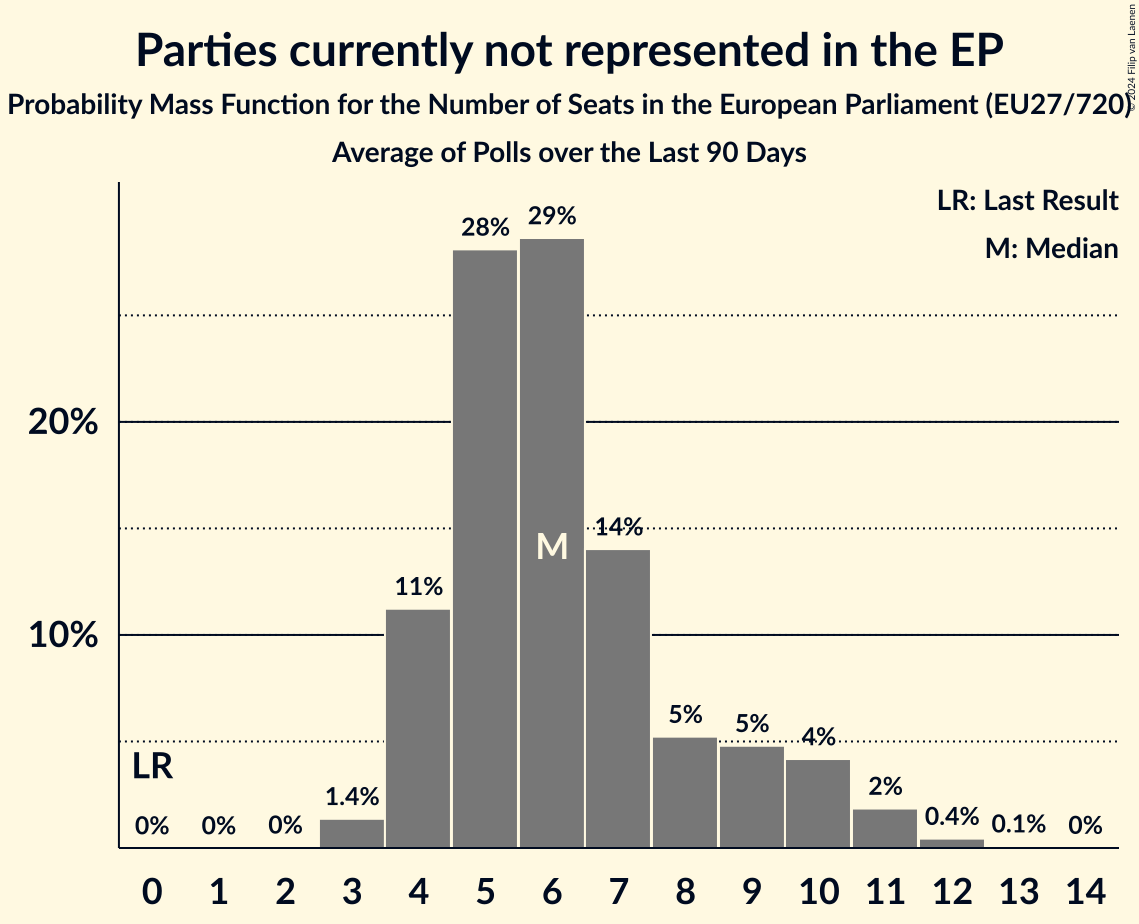 Parties currently not represented in the EP
Probability Mass Function for the Number of Seats in the European Parliament (EU27/720)
Average of Polls over the Last 90 Days
© 2024 Filip van Laenen
LR: Last Result
M: Median
20%
10%
LR
M
0% 0% 0% 1.4% 11% 28% 29% 14% 5% 5% 4% 2% 0.4% 0.1% 0%
0 1 2 3 4 5 6 7 8 9 10 11 12 13 14